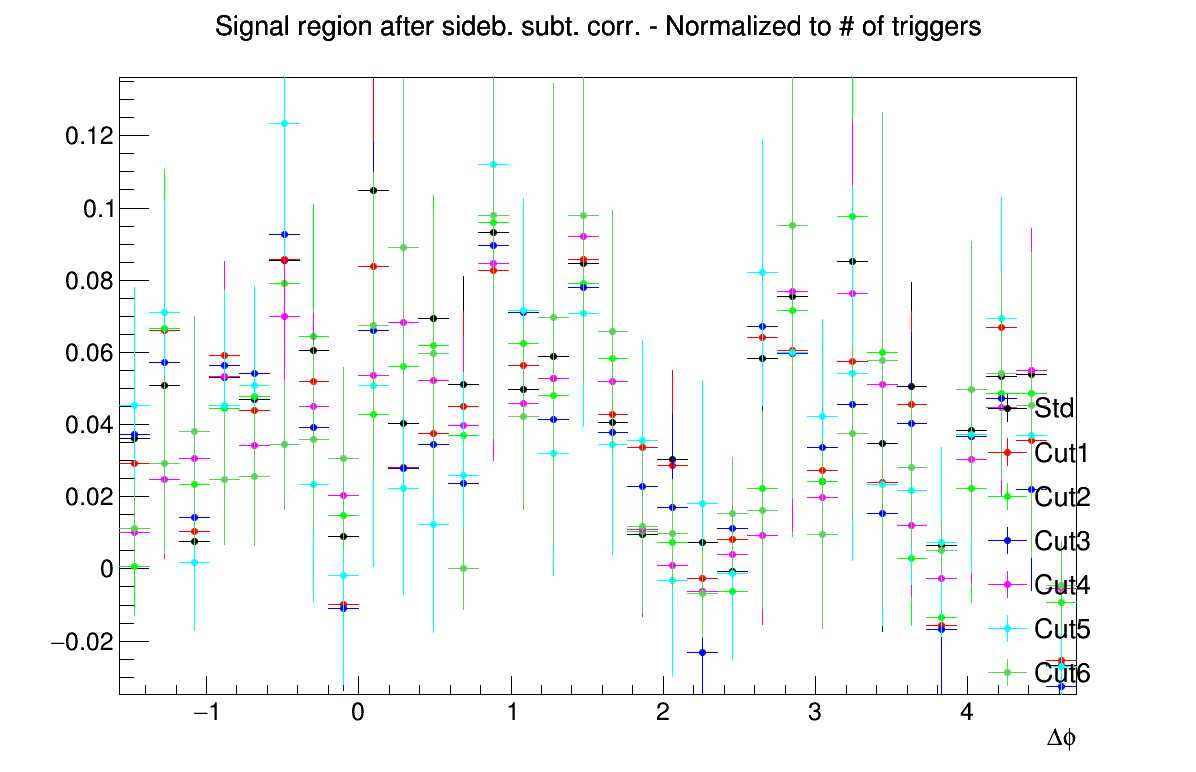 Signal region after sideb. subt. corr. - Normalized to # of triggers
0.12
0.1
0.08
0.06
0.04
0.02
0
−0.02
−1
0
1
2
3
4
Δϕ
Std
Cut1
Cut2
Cut3
Cut4
Cut5
Cut6